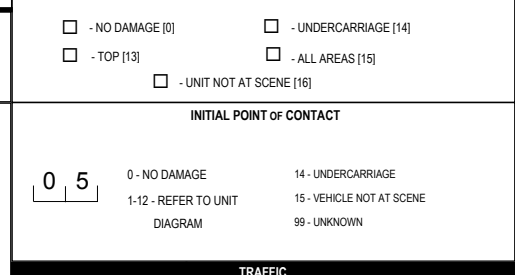 ☐ - NO DAMAGE [0] ☐ - UNDERCARRIAGE [14]
☐ - TOP [13] ☐ - ALL AREAS [15]
☐ - UNIT NOT AT SCENE [16]
INITIAL POINT OF CONTACT
0 5
0 - NO DAMAGE 14 - UNDERCARRIAGE
1-12 - REFER TO UNIT 15 - VEHICLE NOT AT SCENE
DIAGRAM 99 - UNKNOWN
TRAFFIC